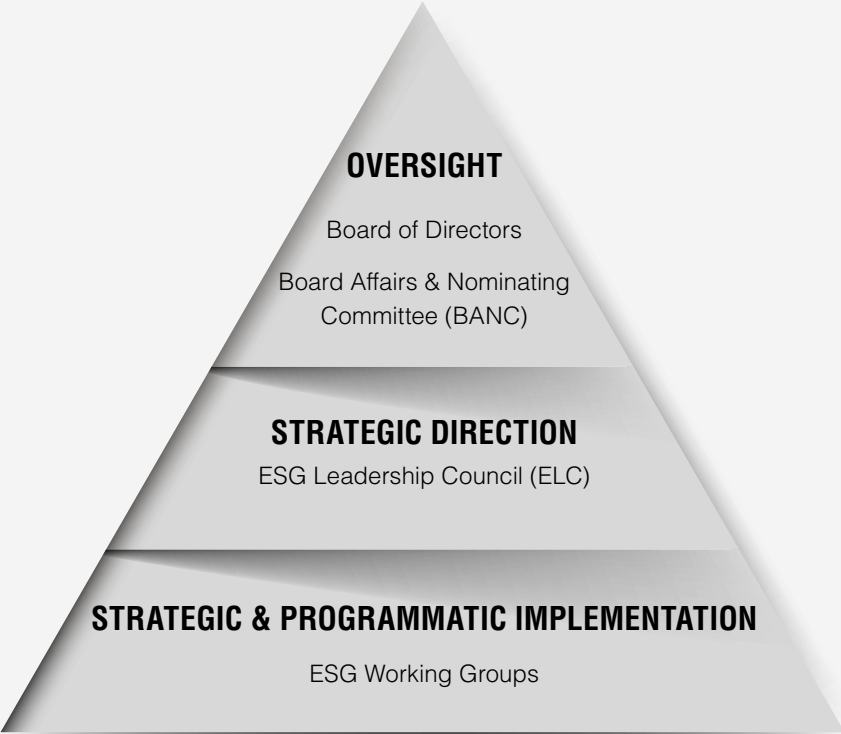 OVERSIGHT
Board of Directors
Board Affairs & Nominating
Committee (BANC)
STRATEGIC DIRECTION
ESG Leadership Council (ELC)
STRATEGIC & PROGRAMMATIC IMPLEMENTATION
ESG Working Groups